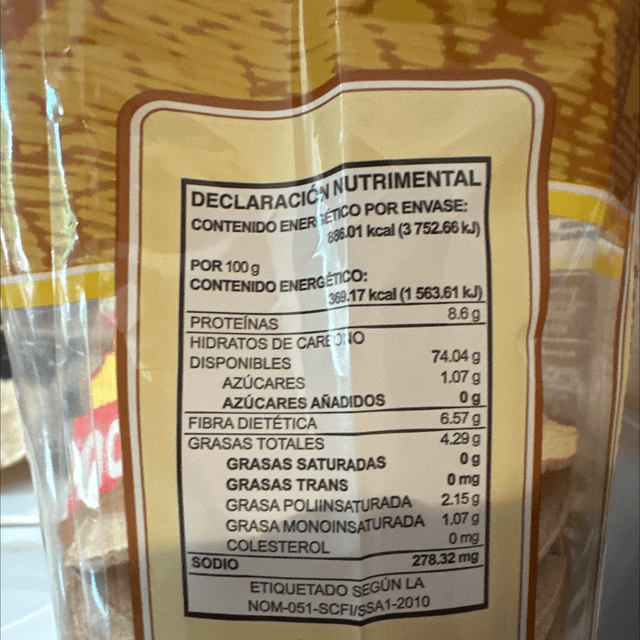 DECLARACIÓN NUTRIMENTAL
CONTENIDO ENERGÉTICO POR ENVASE:
886.01 kcal (3 752.66 kJ)
POR 100 g
CONTENIDO ENERGÉTICO:
369.17 kcal (1 563.61 kJ)
PROTEÍNAS 8.6 g
HIDRATOS DE CARBONO
DISPONIBLES 74.04 g
AZÚCARES 1.07 g
AZÚCARES AÑADIDOS 0 g
FIBRA DIETÉTICA 6.57 g
GRASAS TOTALES 4.29 g
GRASAS SATURADAS 0 g
GRASAS TRANS 0 mg
GRASA POLIINSATURADA 2.15 g
GRASA MONOINSATURADA 1.07 g
COLESTEROL 0 mg
SODIO 278.32 mg
ETIQUETADO SEGÚN LA
NOM-051-SCFI/SSA1-2010